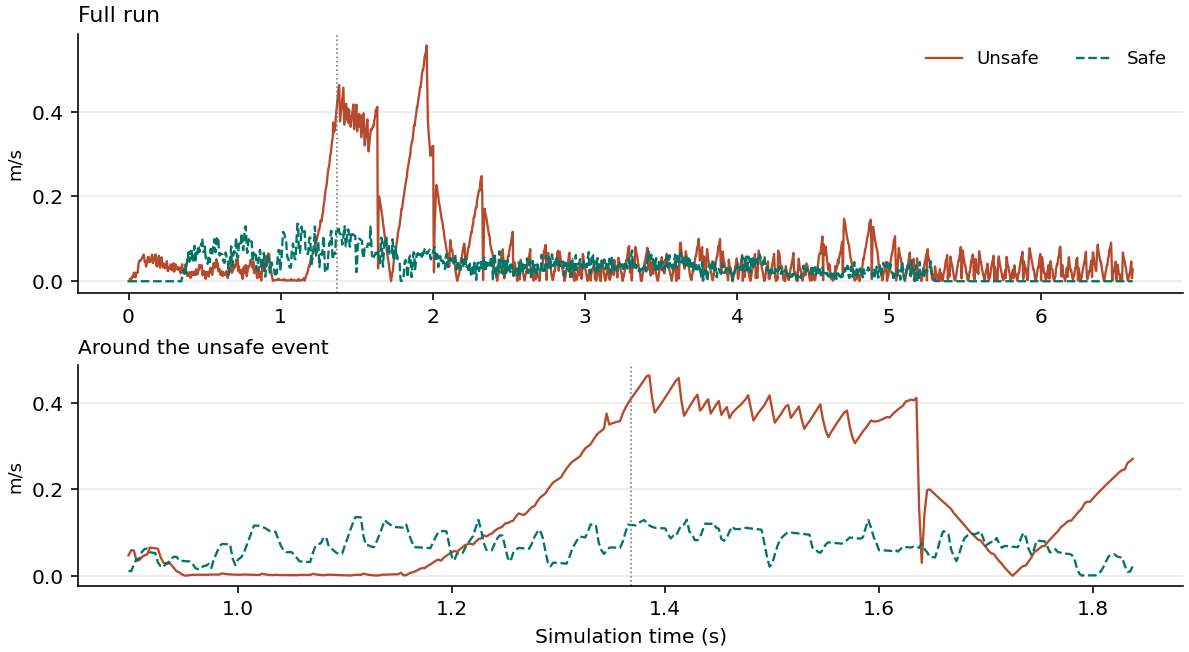 Full run
Unsafe
Safe
m/s
0.4
0.2
0.0
0 1 2 3 4 5 6
Around the unsafe event
m/s
0.4
0.2
0.0
1.0 1.2 1.4 1.6 1.8
Simulation time (s)